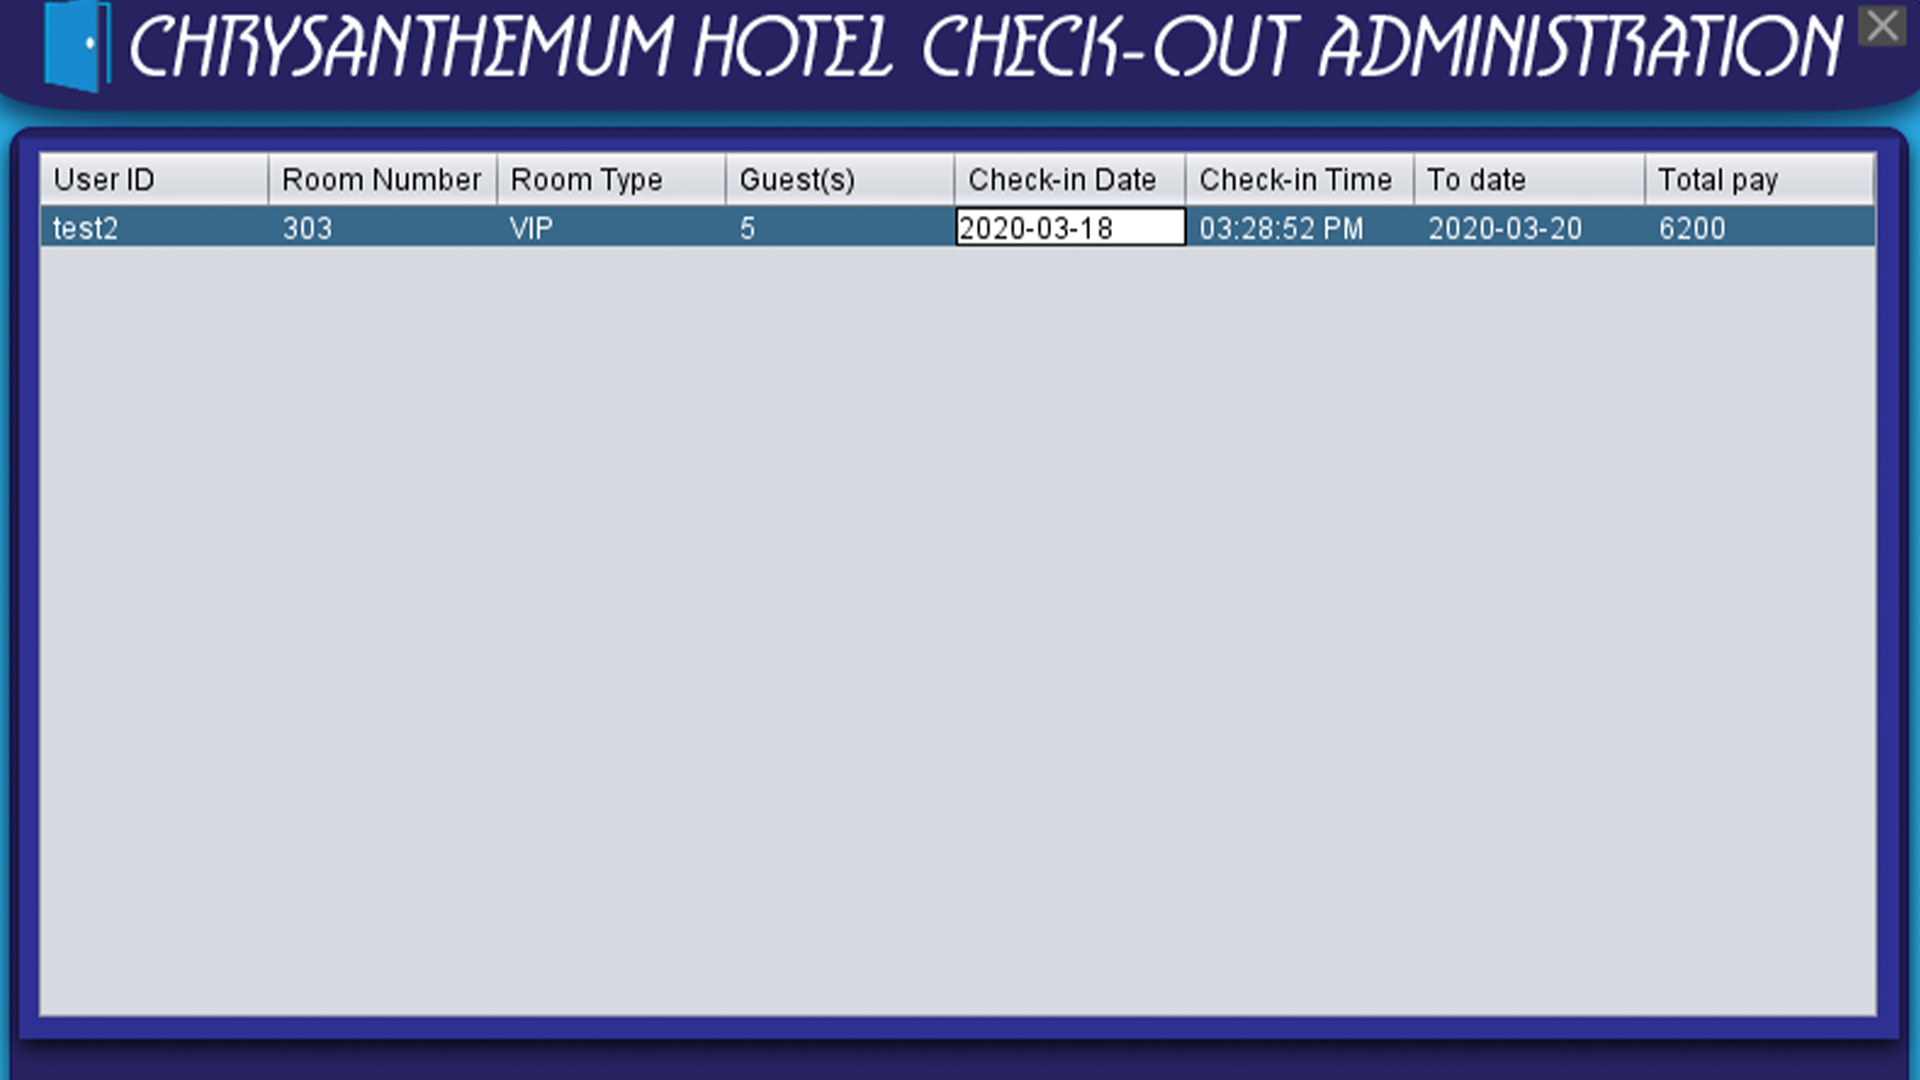 CHRYSANTHEMUM HOTEL CHECK-OUT ADMINISTRATION
User ID Room Number Room Type Guest(s) Check-in Date Check-in Time To date Total pay
test2 303 VIP 5 2020-03-18 03:28:52 PM 2020-03-20 6200